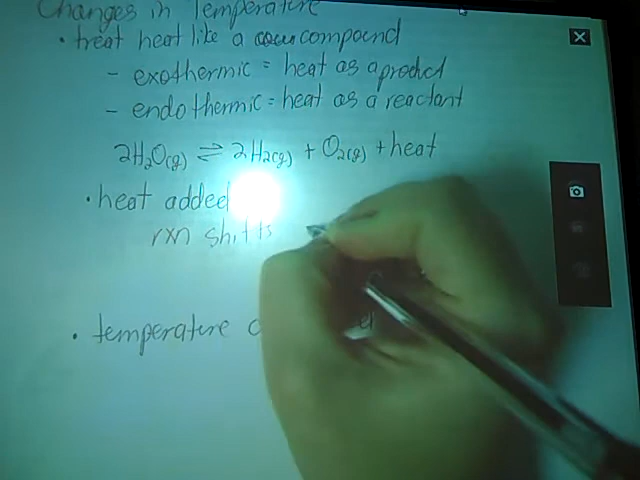 Changes in Temperature
• treat heat like a compound
- exothermic = heat as a product
- endothermic = heat as a reactant
2H₂O(g) ⇌ 2H₂(g) + O₂(g) + heat
• heat added
rxn shifts
• temperature